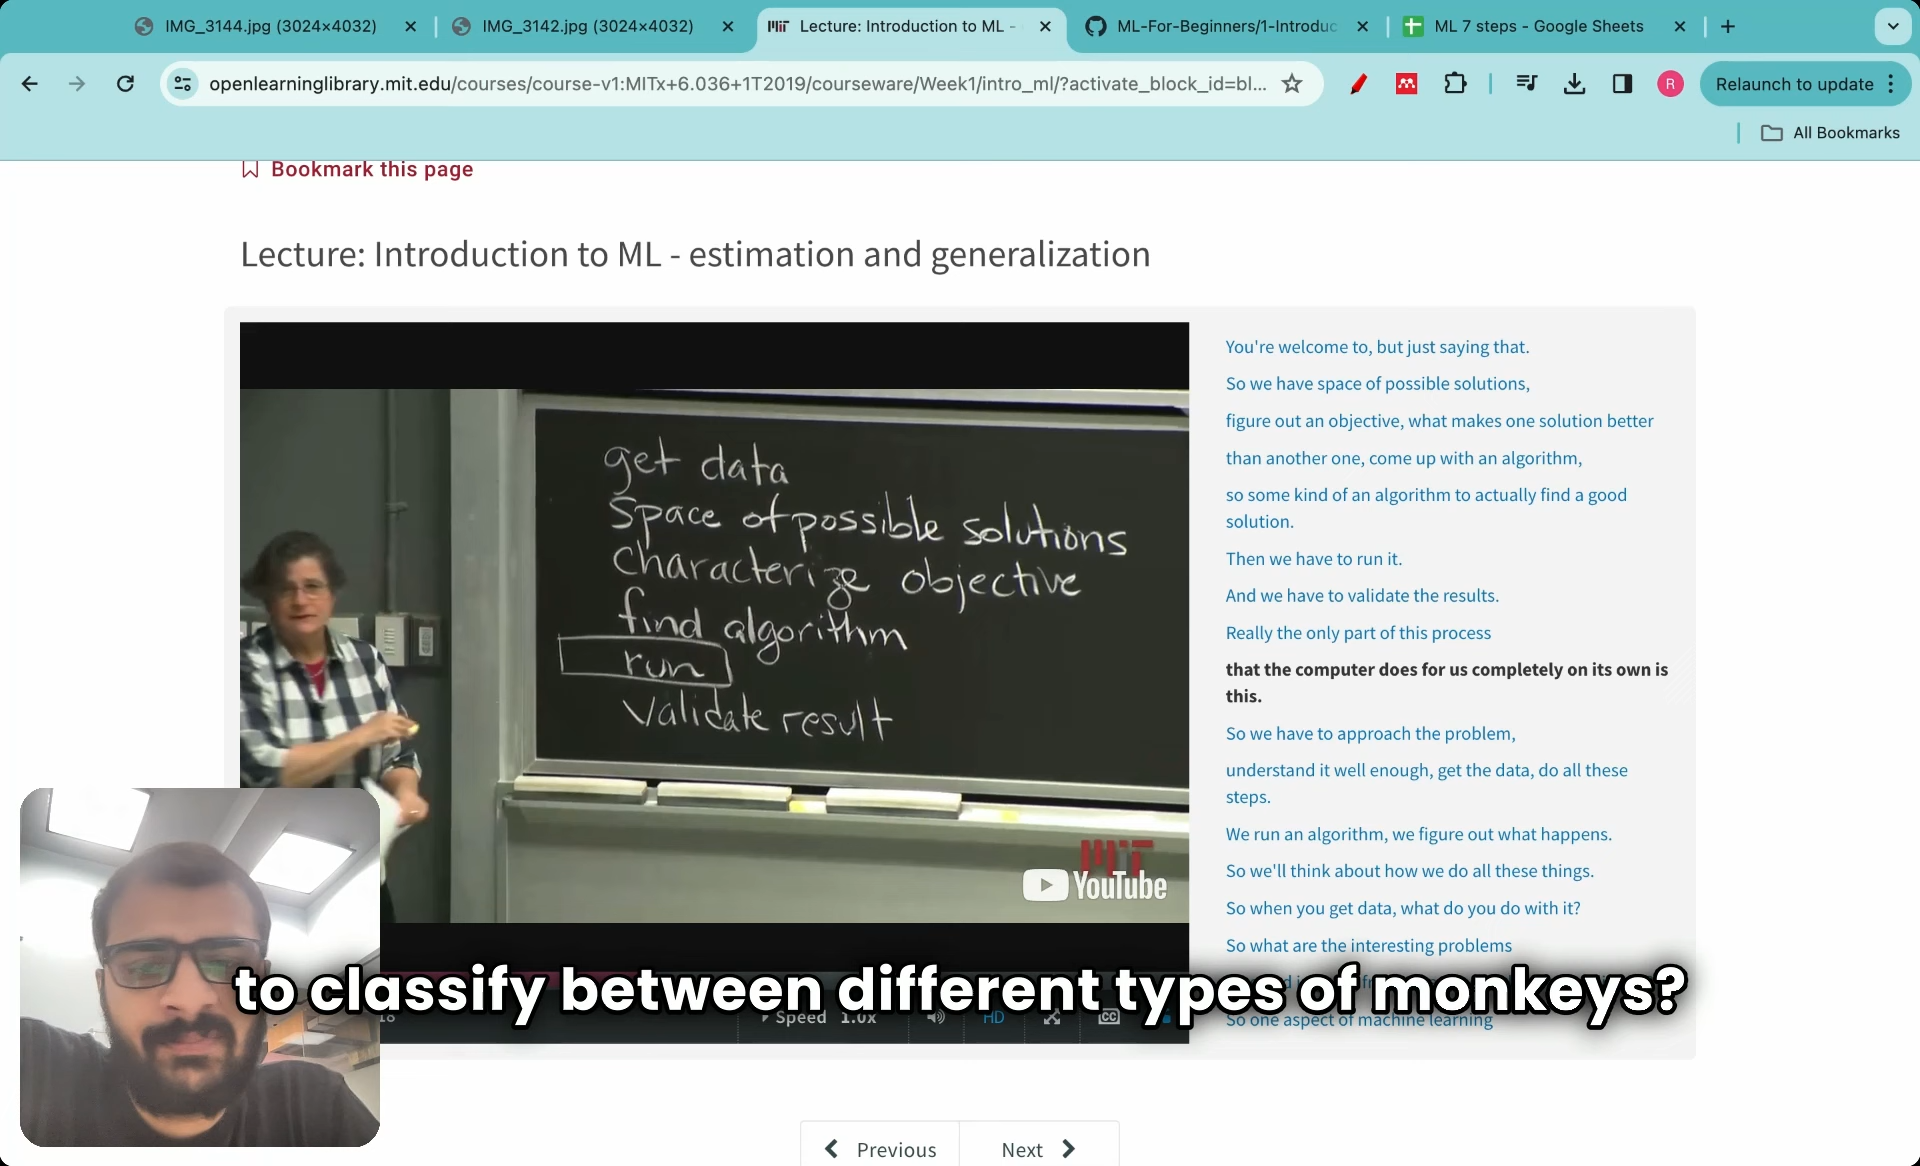 IMG_3144.jpg (3024×4032)
IMG_3142.jpg (3024×4032)
MIT
Lecture: Introduction to ML -
ML-For-Beginners/1-Introduc
ML 7 steps - Google Sheets
openlearninglibrary.mit.edu/courses/course-v1:MITx+6.036+1T2019/courseware/Week1/intro_ml/?activate_block_id=bl...
R
Relaunch to update
All Bookmarks
Bookmark this page
Lecture: Introduction to ML - estimation and generalization
get data
Space of possible solutions
Characterize objective
find algorithm
run
Validate result
MIT
YouTube
You're welcome to, but just saying that.
So we have space of possible solutions,
figure out an objective, what makes one solution better
than another one, come up with an algorithm,
so some kind of an algorithm to actually find a good
solution.
Then we have to run it.
And we have to validate the results.
Really the only part of this process
that the computer does for us completely on its own is
this.
So we have to approach the problem,
understand it well enough, get the data, do all these
steps.
We run an algorithm, we figure out what happens.
So we'll think about how we do all these things.
So when you get data, what do you do with it?
So what are the interesting problems
So one aspect of machine learning
to classify between different types of monkeys?
18
Speed 1.0x
HD
CC
Previous
Next